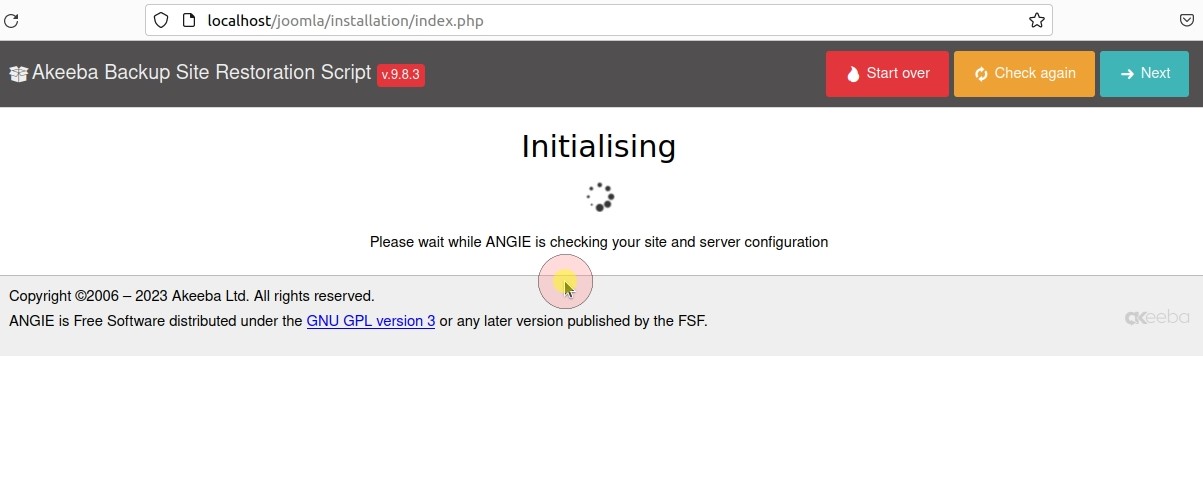 localhost/joomla/installation/index.php
Akeeba Backup Site Restoration Script v.9.8.3
Start over
Check again
Next
Initialising
Please wait while ANGIE is checking your site and server configuration
Copyright ©2006 – 2023 Akeeba Ltd. All rights reserved.
ANGIE is Free Software distributed under the GNU GPL version 3 or any later version published by the FSF.
akeeba